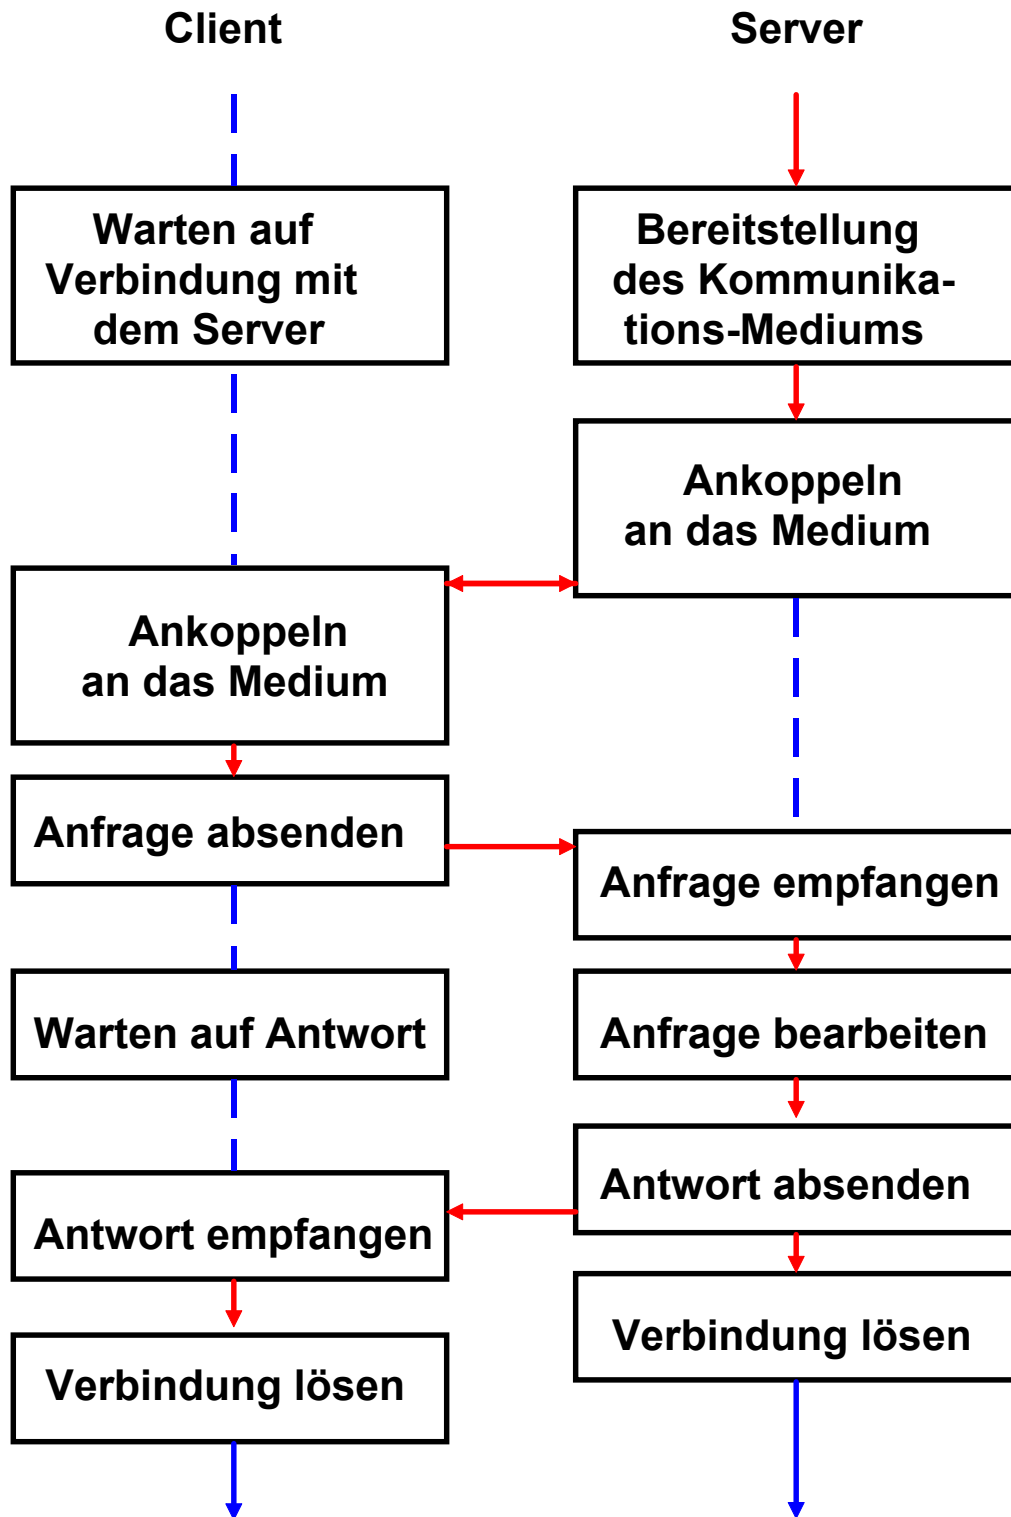 Client
Server
Warten auf
Verbindung mit
dem Server
Bereitstellung
des Kommunika-
tions-Mediums
Ankoppeln
an das Medium
Ankoppeln
an das Medium
Anfrage absenden
Anfrage empfangen
Warten auf Antwort
Anfrage bearbeiten
Antwort absenden
Antwort empfangen
Verbindung lösen
Verbindung lösen